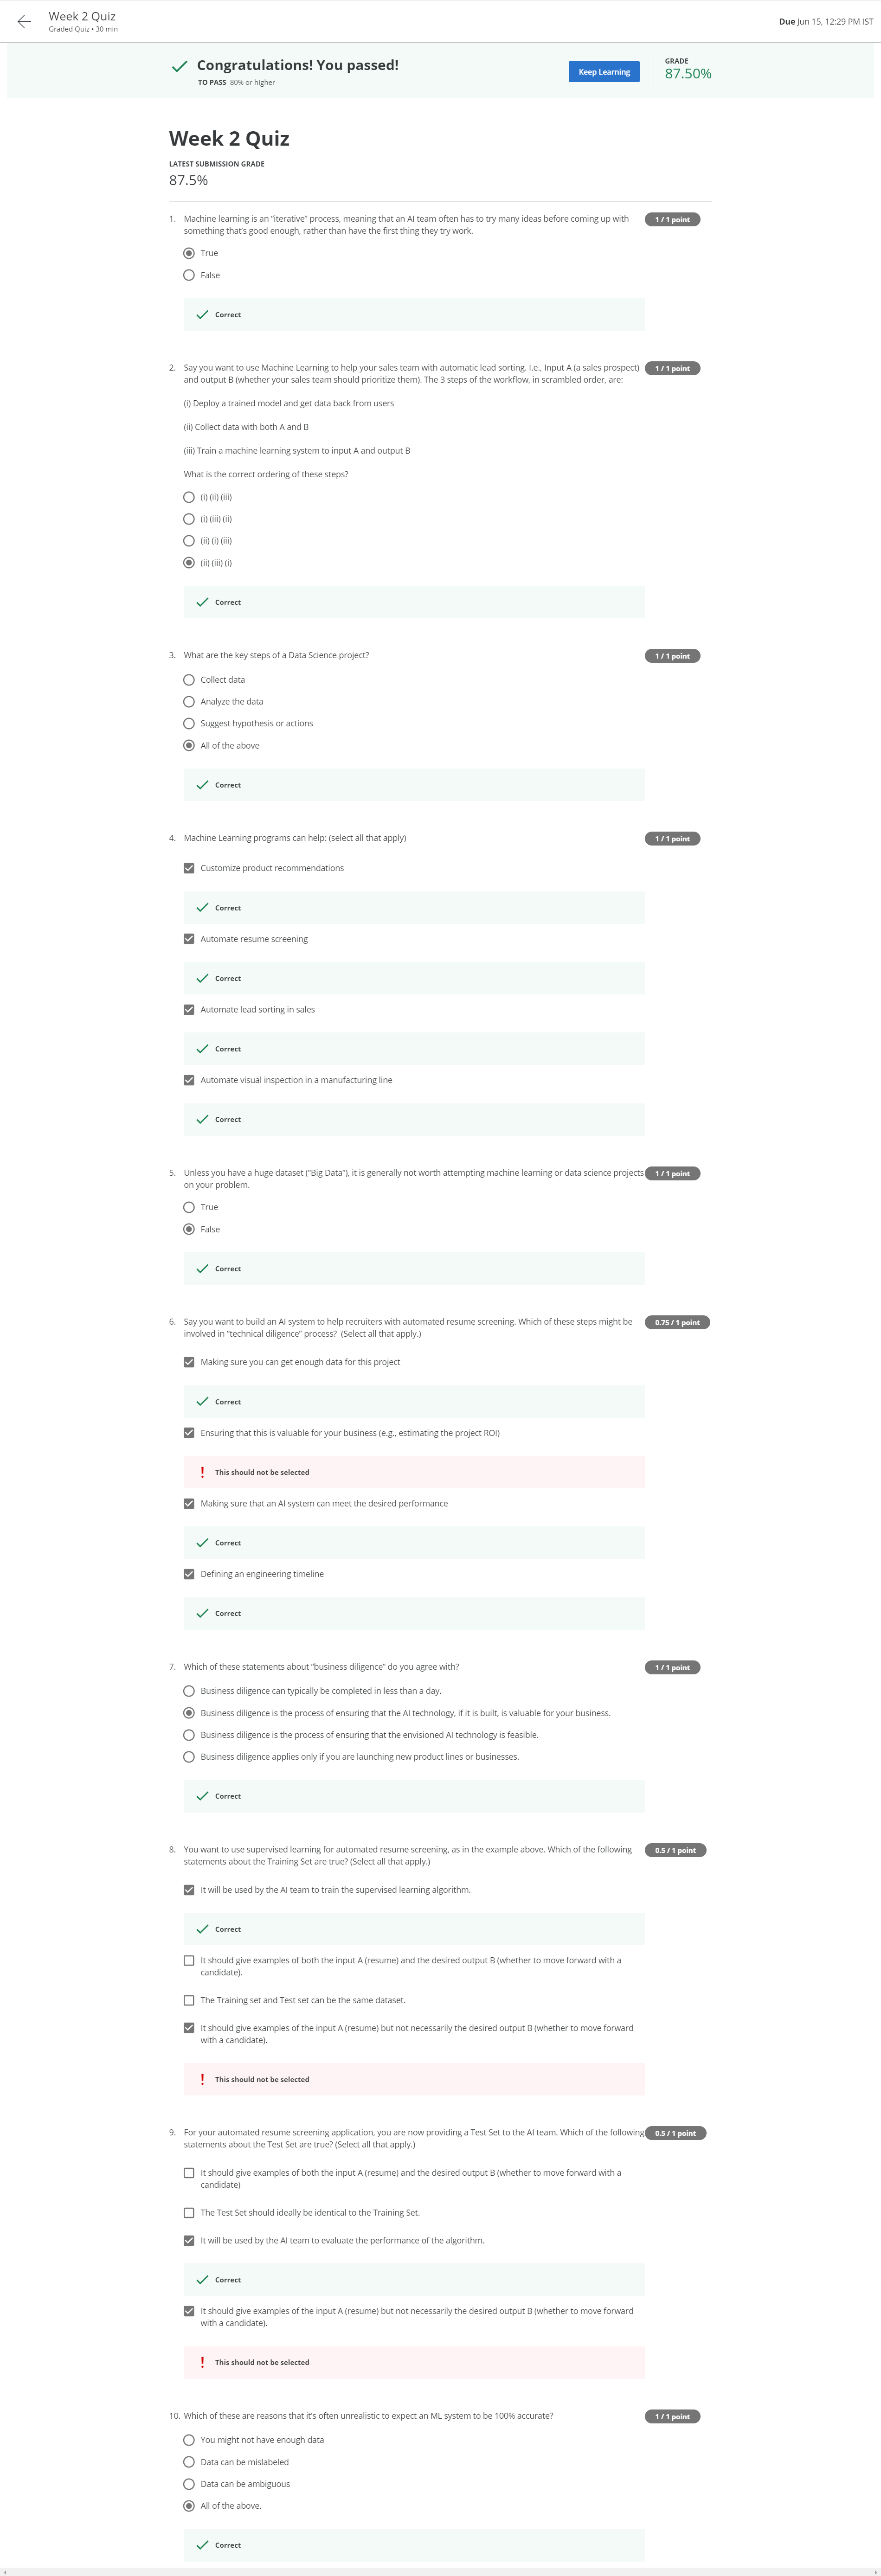 Week 2 Quiz
Graded Quiz • 30 min
Due Jun 15, 12:29 PM IST
Congratulations! You passed!
TO PASS 80% or higher
Keep Learning
GRADE
87.50%
Week 2 Quiz
LATEST SUBMISSION GRADE
87.5%
1. Machine learning is an “iterative” process, meaning that an AI team often has to try many ideas before coming up with
something that’s good enough, rather than have the first thing they try work.
1 / 1 point
True
False
Correct
2. Say you want to use Machine Learning to help your sales team with automatic lead sorting. I.e., Input A (a sales prospect)
and output B (whether your sales team should prioritize them). The 3 steps of the workflow, in scrambled order, are:
1 / 1 point
(i) Deploy a trained model and get data back from users
(ii) Collect data with both A and B
(iii) Train a machine learning system to input A and output B
What is the correct ordering of these steps?
(i) (ii) (iii)
(i) (iii) (ii)
(ii) (i) (iii)
(ii) (iii) (i)
Correct
3. What are the key steps of a Data Science project?
1 / 1 point
Collect data
Analyze the data
Suggest hypothesis or actions
All of the above
Correct
4. Machine Learning programs can help: (select all that apply)
1 / 1 point
Customize product recommendations
Correct
Automate resume screening
Correct
Automate lead sorting in sales
Correct
Automate visual inspection in a manufacturing line
Correct
5. Unless you have a huge dataset (“Big Data”), it is generally not worth attempting machine learning or data science projects
on your problem.
1 / 1 point
True
False
Correct
6. Say you want to build an AI system to help recruiters with automated resume screening. Which of these steps might be
involved in “technical diligence” process? (Select all that apply.)
0.75 / 1 point
Making sure you can get enough data for this project
Correct
Ensuring that this is valuable for your business (e.g., estimating the project ROI)
This should not be selected
Making sure that an AI system can meet the desired performance
Correct
Defining an engineering timeline
Correct
7. Which of these statements about “business diligence” do you agree with?
1 / 1 point
Business diligence can typically be completed in less than a day.
Business diligence is the process of ensuring that the AI technology, if it is built, is valuable for your business.
Business diligence is the process of ensuring that the envisioned AI technology is feasible.
Business diligence applies only if you are launching new product lines or businesses.
Correct
8. You want to use supervised learning for automated resume screening, as in the example above. Which of the following
statements about the Training Set are true? (Select all that apply.)
0.5 / 1 point
It will be used by the AI team to train the supervised learning algorithm.
Correct
It should give examples of both the input A (resume) and the desired output B (whether to move forward with a
candidate).
The Training set and Test set can be the same dataset.
It should give examples of the input A (resume) but not necessarily the desired output B (whether to move forward
with a candidate).
This should not be selected
9. For your automated resume screening application, you are now providing a Test Set to the AI team. Which of the following
statements about the Test Set are true? (Select all that apply.)
0.5 / 1 point
It should give examples of both the input A (resume) and the desired output B (whether to move forward with a
candidate)
The Test Set should ideally be identical to the Training Set.
It will be used by the AI team to evaluate the performance of the algorithm.
Correct
It should give examples of the input A (resume) but not necessarily the desired output B (whether to move forward
with a candidate).
This should not be selected
10. Which of these are reasons that it’s often unrealistic to expect an ML system to be 100% accurate?
1 / 1 point
You might not have enough data
Data can be mislabeled
Data can be ambiguous
All of the above.
Correct